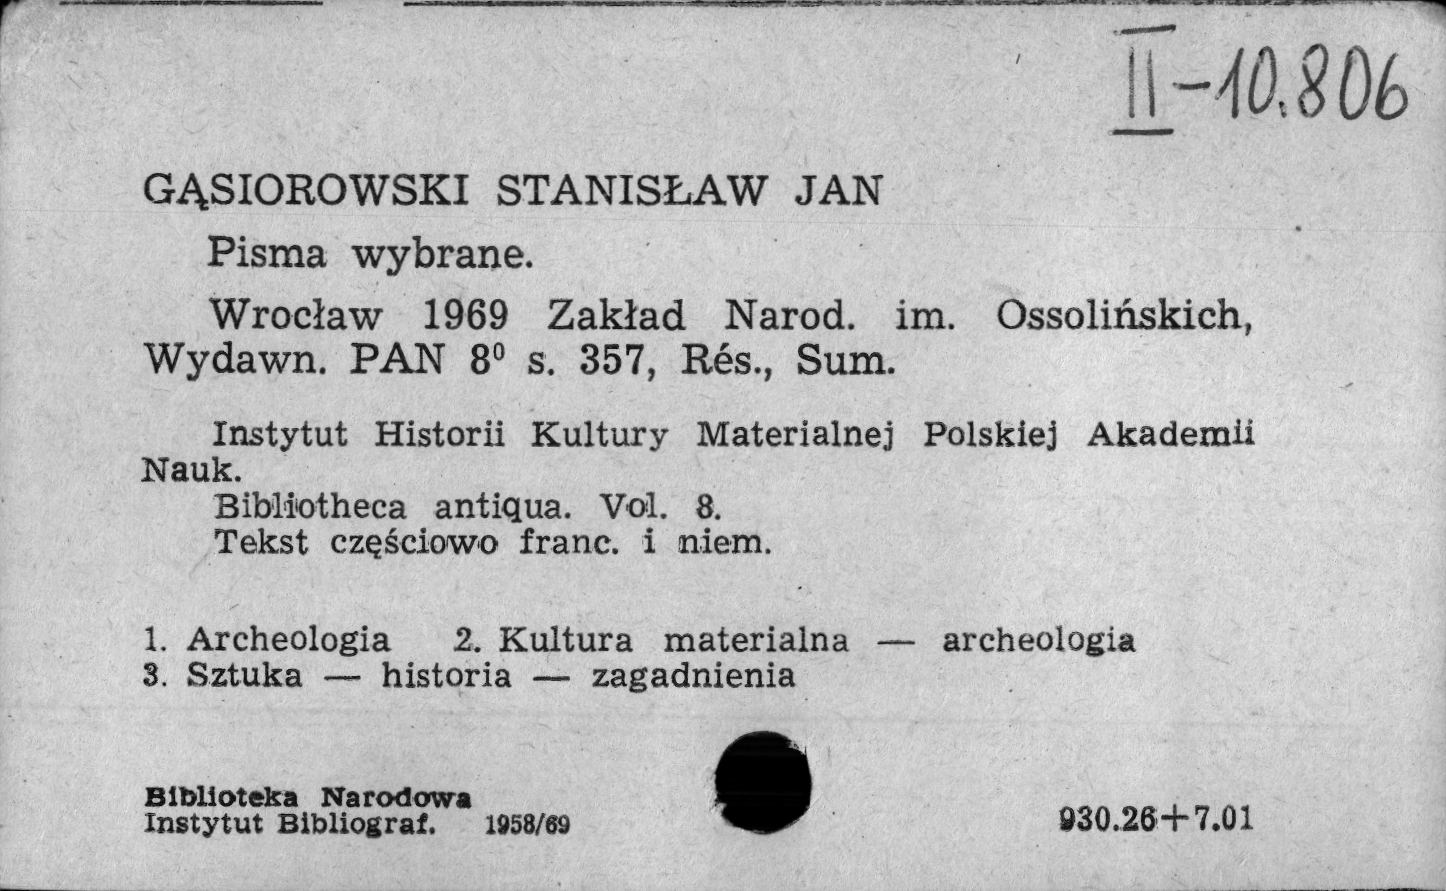 II-10.806
GĄSIOROWSKI STANISŁAW JAN
Pisma wybrane.
Wrocław 1969 Zakład Narod. im. Ossolińskich,
Wydawn. PAN 8⁰ s. 357, Rés., Sum.
Instytut Historii Kultury Materialnej Polskiej Akademii
Nauk.
Bibliotheca antiqua. Vol. 8.
Tekst częściowo franc. i niem.
1. Archeologia 2. Kultura materialna — archeologia
3. Sztuka — historia — zagadnienia
Biblioteka Narodowa
Instytut Bibliograf. 1958/69
930.26+7.01